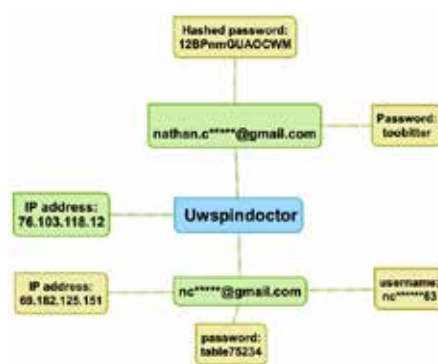 Hashed password:
12BPnmGUAOCWM
nathan.c*****@gmail.com
Password:
toobitter
IP address:
76.103.118.12
Uwspindoctor
IP address:
69.182.125.151
nc*****@gmail.com
username:
nc******63
password:
table75234